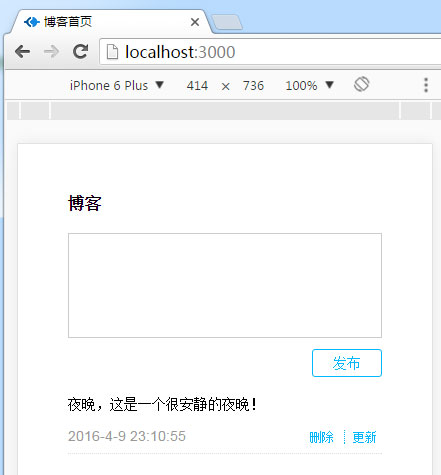 博客首页
localhost:3000
iPhone 6 Plus ▼ 414 × 736 100% ▼
博客
发布
夜晚，这是一个很安静的夜晚！
2016-4-9 23:10:55 删除 更新